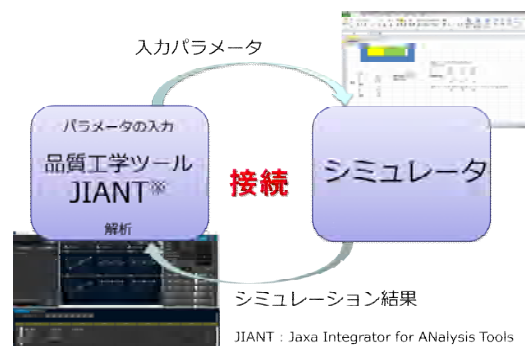 入力パラメータ
パラメータの入力
品質工学ツール
JIANT※
解析
接続
シミュレータ
シミュレーション結果
JIANT : Jaxa Integrator for ANalysis Tools